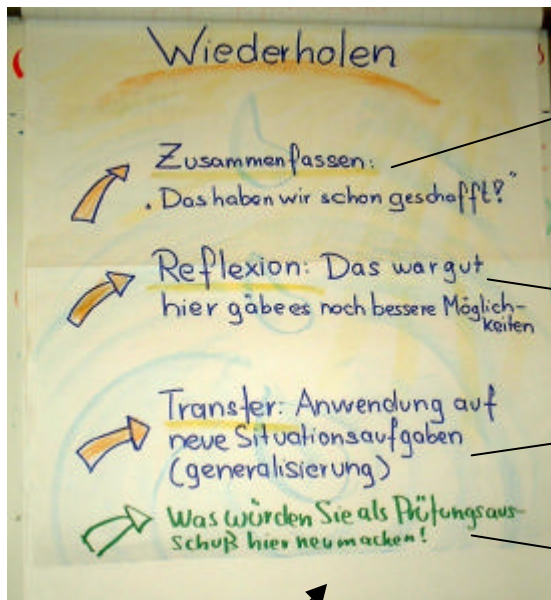 Wiederholen
Zusammenfassen:
„Das haben wir schon geschafft!"
Reflexion: Das war gut
hier gäbe es noch bessere Möglich-
keiten
Transfer: Anwendung auf
neue Situationsaufgaben
(generalisierung)
Was würden Sie als Prüfungsaus-
schuß hier neu machen!